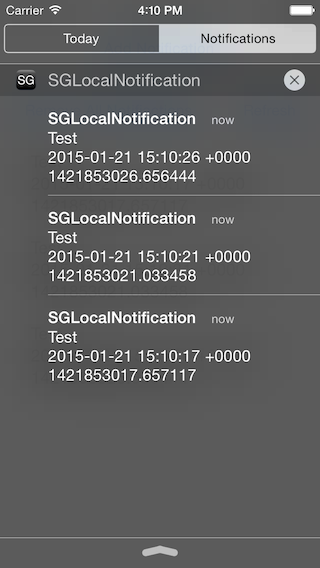 Carrier 4:10 PM
Today Notifications
SG SGLocalNotification
SGLocalNotification now
Test
2015-01-21 15:10:26 +0000
1421853026.656444
SGLocalNotification now
Test
2015-01-21 15:10:21 +0000
1421853021.033458
SGLocalNotification now
Test
2015-01-21 15:10:17 +0000
1421853017.657117